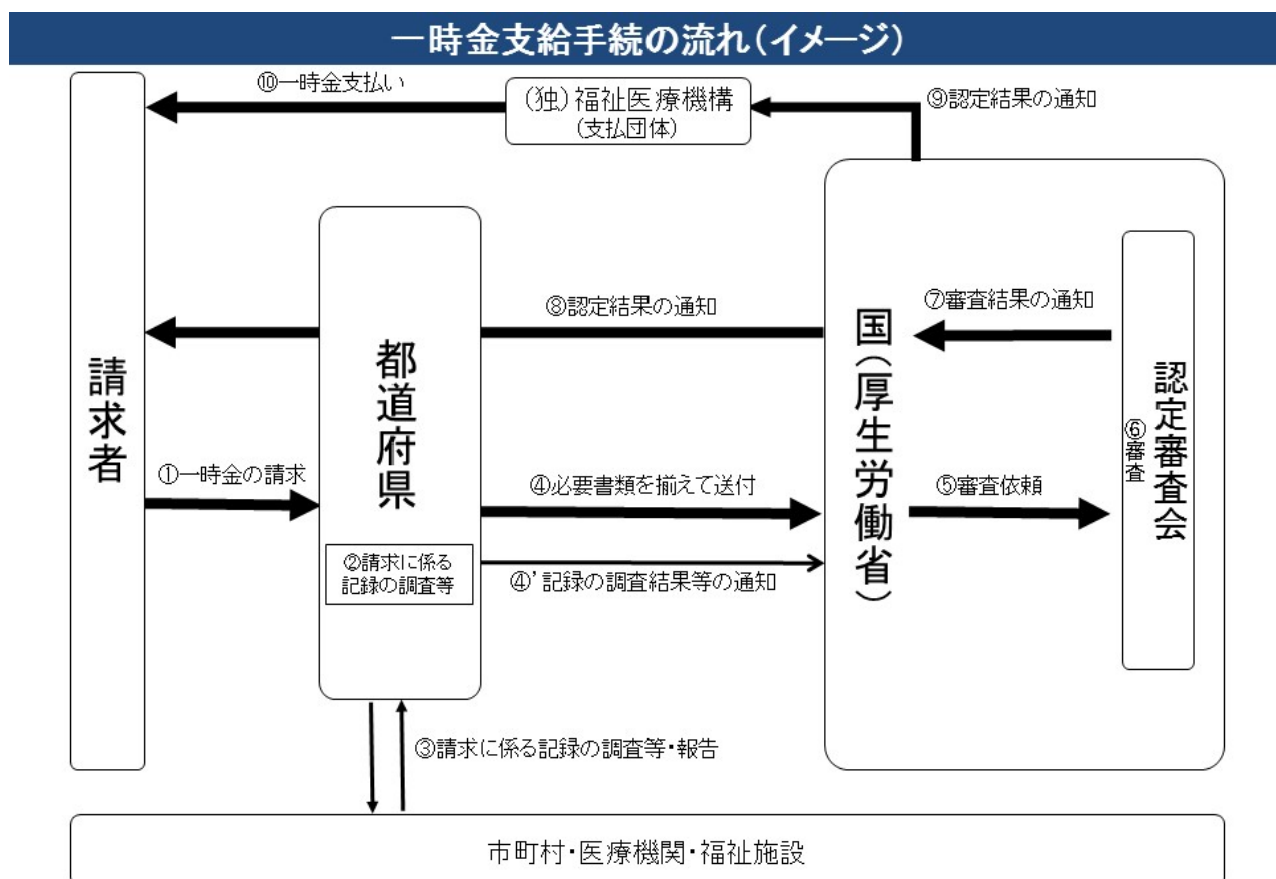 一時金支給手続の流れ(イメージ)
⑩一時金支払い
(独)福祉医療機構
(支払団体)
⑨認定結果の通知
⑧認定結果の通知
⑦審査結果の通知
請求者
都道府県
国(厚生労働省)
認定審査会
⑥審査
①一時金の請求
④必要書類を揃えて送付
⑤審査依頼
②請求に係る
記録の調査等
④’記録の調査結果等の通知
③請求に係る記録の調査等・報告
市町村・医療機関・福祉施設